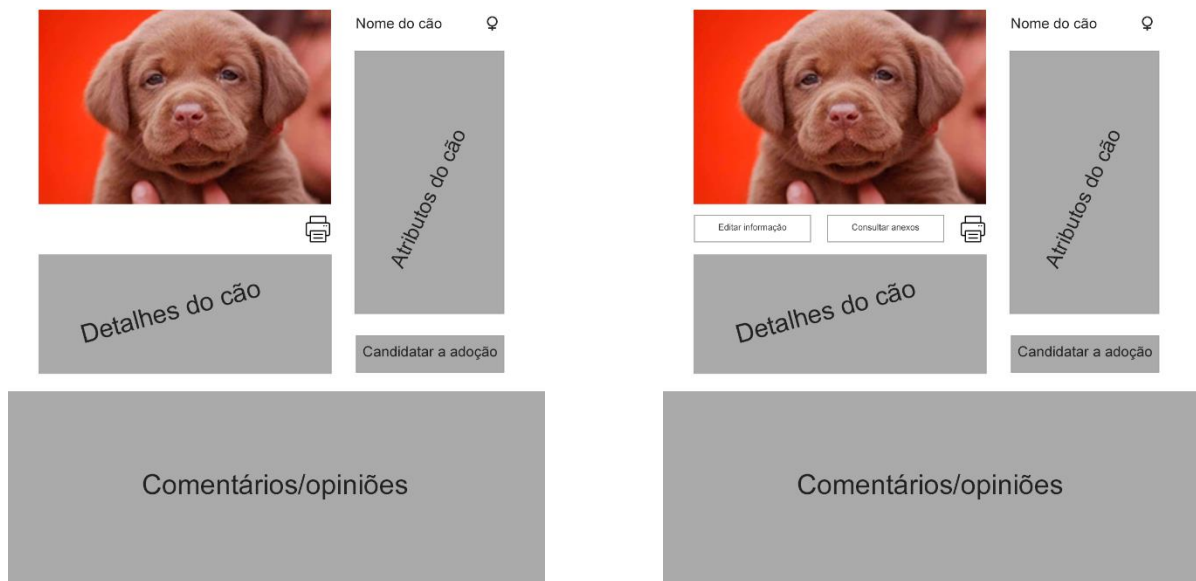 Nome do cão
Atributos do cão
Detalhes do cão
Candidatar a adoção
Comentários/opiniões
Nome do cão
Atributos do cão
Editar informação
Consultar anexos
Detalhes do cão
Candidatar a adoção
Comentários/opiniões